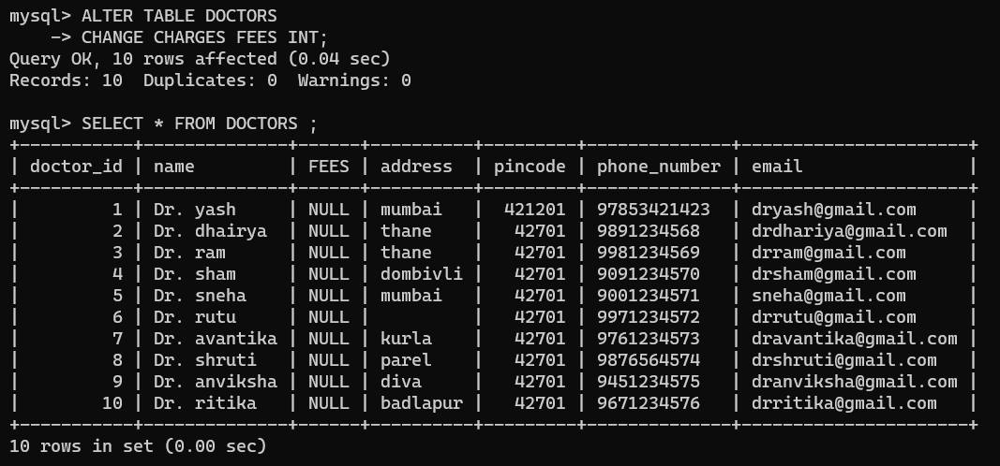 mysql> ALTER TABLE DOCTORS
    -> CHANGE CHARGES FEES INT;
Query OK, 10 rows affected (0.04 sec)
Records: 10  Duplicates: 0  Warnings: 0

mysql> SELECT * FROM DOCTORS ;
+-----------+--------------+------+----------+---------+--------------+----------------------+
| doctor_id | name         | FEES | address  | pincode | phone_number | email                |
+-----------+--------------+------+----------+---------+--------------+----------------------+
|         1 | Dr. yash     | NULL | mumbai   |  421201 | 97853421423  | dryash@gmail.com     |
|         2 | Dr. dhairya  | NULL | thane    |   42701 | 9891234568   | drdhariya@gmail.com  |
|         3 | Dr. ram      | NULL | thane    |   42701 | 9981234569   | drram@gmail.com      |
|         4 | Dr. sham     | NULL | dombivli |   42701 | 9091234570   | drsham@gmail.com     |
|         5 | Dr. sneha    | NULL | mumbai   |   42701 | 9001234571   | sneha@gmail.com      |
|         6 | Dr. rutu     | NULL |          |   42701 | 9971234572   | drrutu@gmail.com     |
|         7 | Dr. avantika | NULL | kurla    |   42701 | 9761234573   | dravantika@gmail.com |
|         8 | Dr. shruti   | NULL | parel    |   42701 | 9876564574   | drshruti@gmail.com   |
|         9 | Dr. anviksha | NULL | diva     |   42701 | 9451234575   | dranviksha@gmail.com |
|        10 | Dr. ritika   | NULL | badlapur |   42701 | 9671234576   | drritika@gmail.com   |
+-----------+--------------+------+----------+---------+--------------+----------------------+
10 rows in set (0.00 sec)